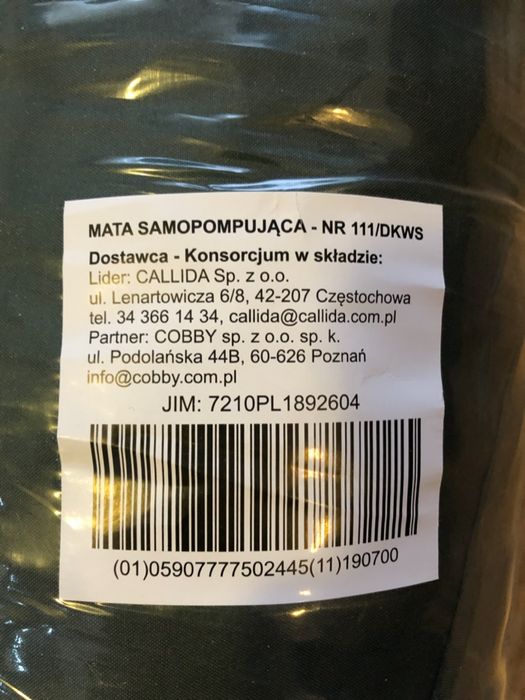 MATA SAMOPOMPUJĄCA - NR 111/DKWS
Dostawca - Konsorcjum w składzie:
Lider: CALLIDA Sp. z o.o.
ul. Lenartowicza 6/8, 42-207 Częstochowa
tel. 34 366 14 34, callida@callida.com.pl
Partner: COBBY sp. z o.o. sp. k.
ul. Podolańska 44B, 60-626 Poznań
info@cobby.com.pl
JIM: 7210PL1892604
(01)05907777502445(11)190700